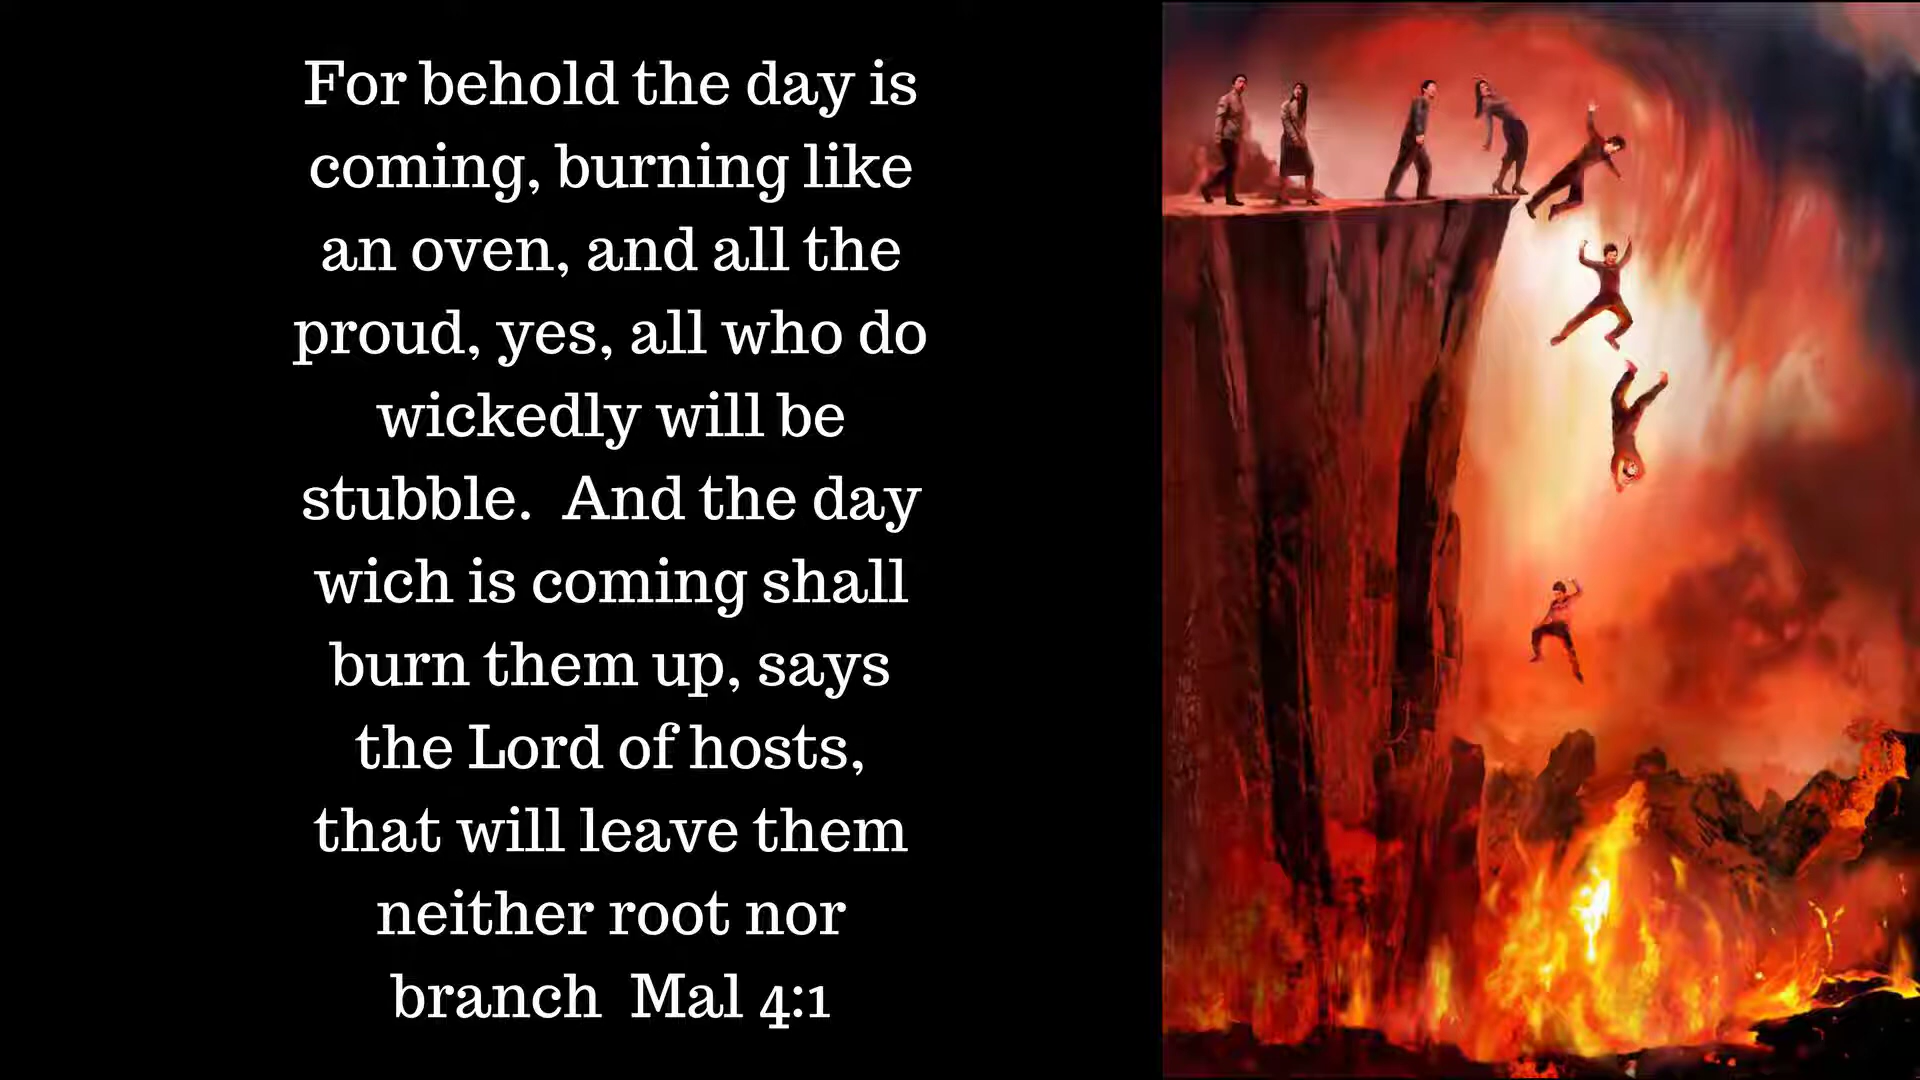 For behold the day is
coming, burning like
an oven, and all the
proud, yes, all who do
wickedly will be
stubble.  And the day
wich is coming shall
burn them up, says
the Lord of hosts,
that will leave them
neither root nor
branch  Mal 4:1